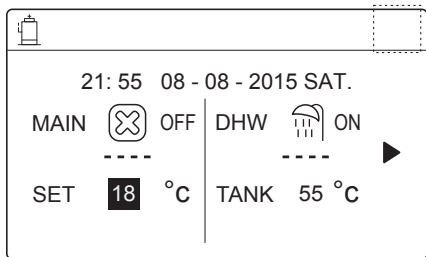 21: 55 08 - 08 - 2015 SAT.
MAIN OFF DHW ON
---- ----
SET 18 °C TANK 55 °C